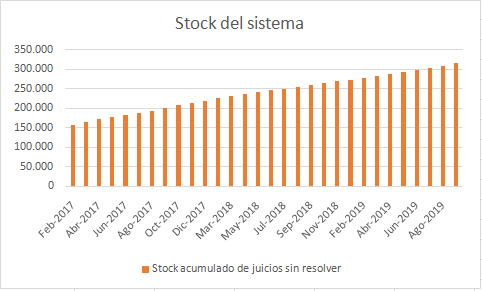 Stock del sistema
350.000
300.000
250.000
200.000
150.000
100.000
50.000
0
Feb-2017
Abr-2017
Jun-2017
Ago-2017
Oct-2017
Dic-2017
Mar-2018
May-2018
Jul-2018
Sep-2018
Nov-2018
Feb-2019
Abr-2019
Jun-2019
Ago-2019
Stock acumulado de juicios sin resolver